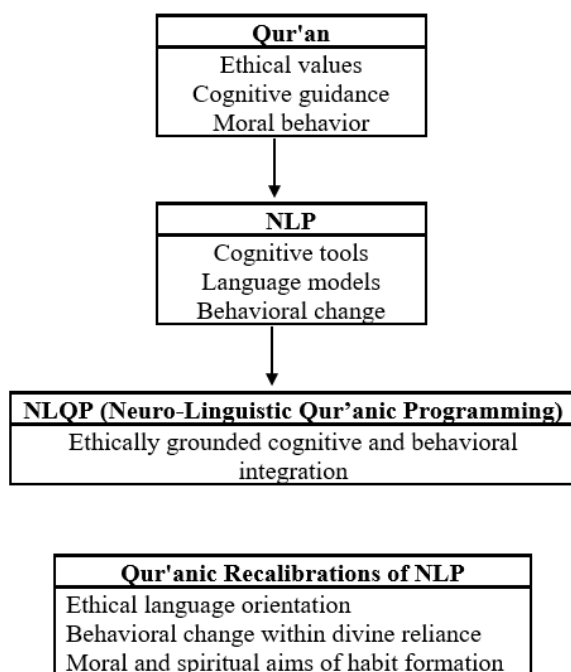 Qur'an
Ethical values
Cognitive guidance
Moral behavior
NLP
Cognitive tools
Language models
Behavioral change
NLQP (Neuro-Linguistic Qur’anic Programming)
Ethically grounded cognitive and behavioral
integration
Qur'anic Recalibrations of NLP
Ethical language orientation
Behavioral change within divine reliance
Moral and spiritual aims of habit formation